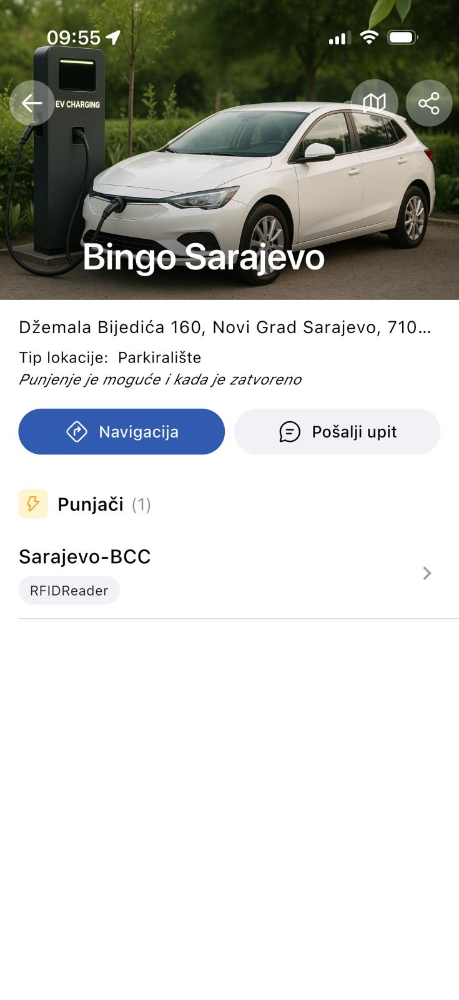 09:55
EV CHARGING
Bingo Sarajevo
Džemala Bijedića 160, Novi Grad Sarajevo, 710...
Tip lokacije: Parkiralište
Punjenje je moguće i kada je zatvoreno
Navigacija
Pošalji upit
Punjači (1)
Sarajevo-BCC
RFIDReader